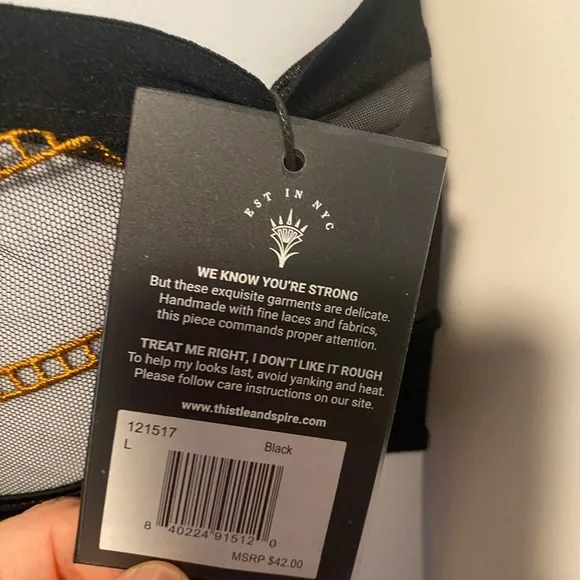 EST IN NYC
WE KNOW YOU'RE STRONG
But these exquisite garments are delicate.
Handmade with fine laces and fabrics,
this piece commands proper attention.
TREAT ME RIGHT, I DON'T LIKE IT ROUGH
To help my looks last, avoid yanking and heat.
Please follow care instructions on our site.
www.thistleandspire.com
121517
L Black
8 40224 91512 0
MSRP $42.00